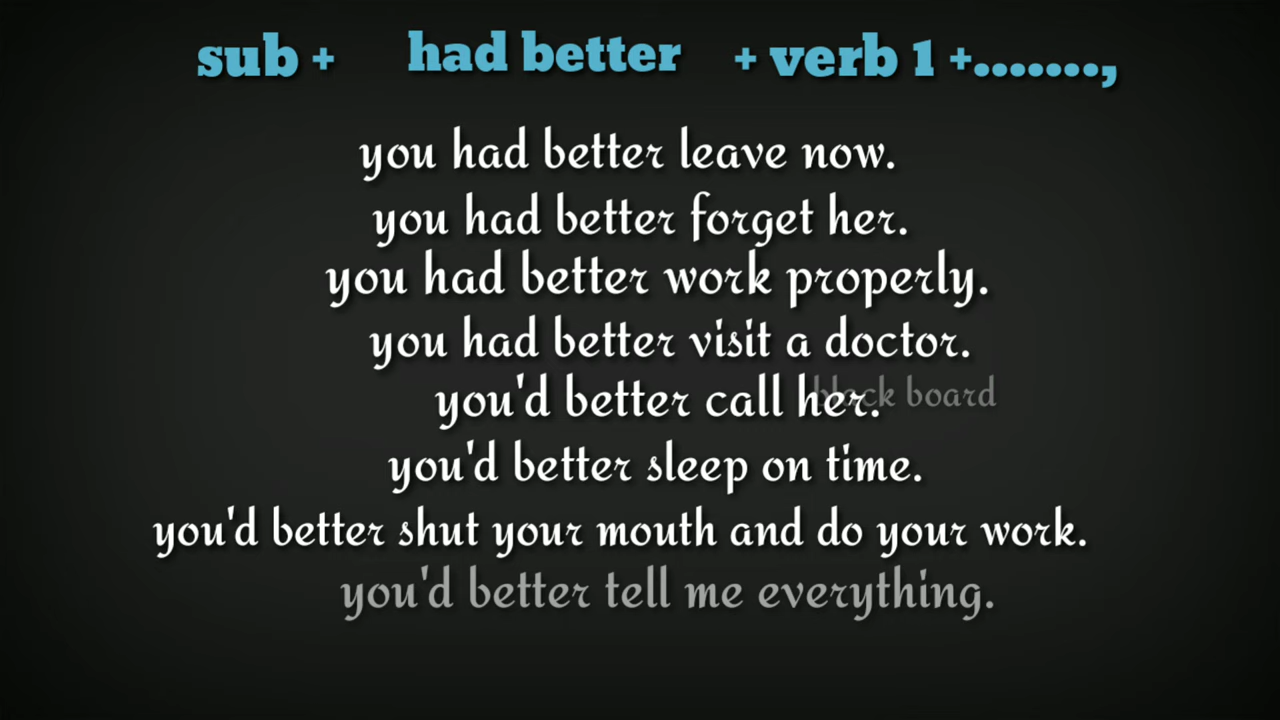 sub + had better + verb 1 +.......,
you had better leave now.
you had better forget her.
you had better work properly.
you had better visit a doctor.
you'd better call her.
black board
you'd better sleep on time.
you'd better shut your mouth and do your work.
you'd better tell me everything.